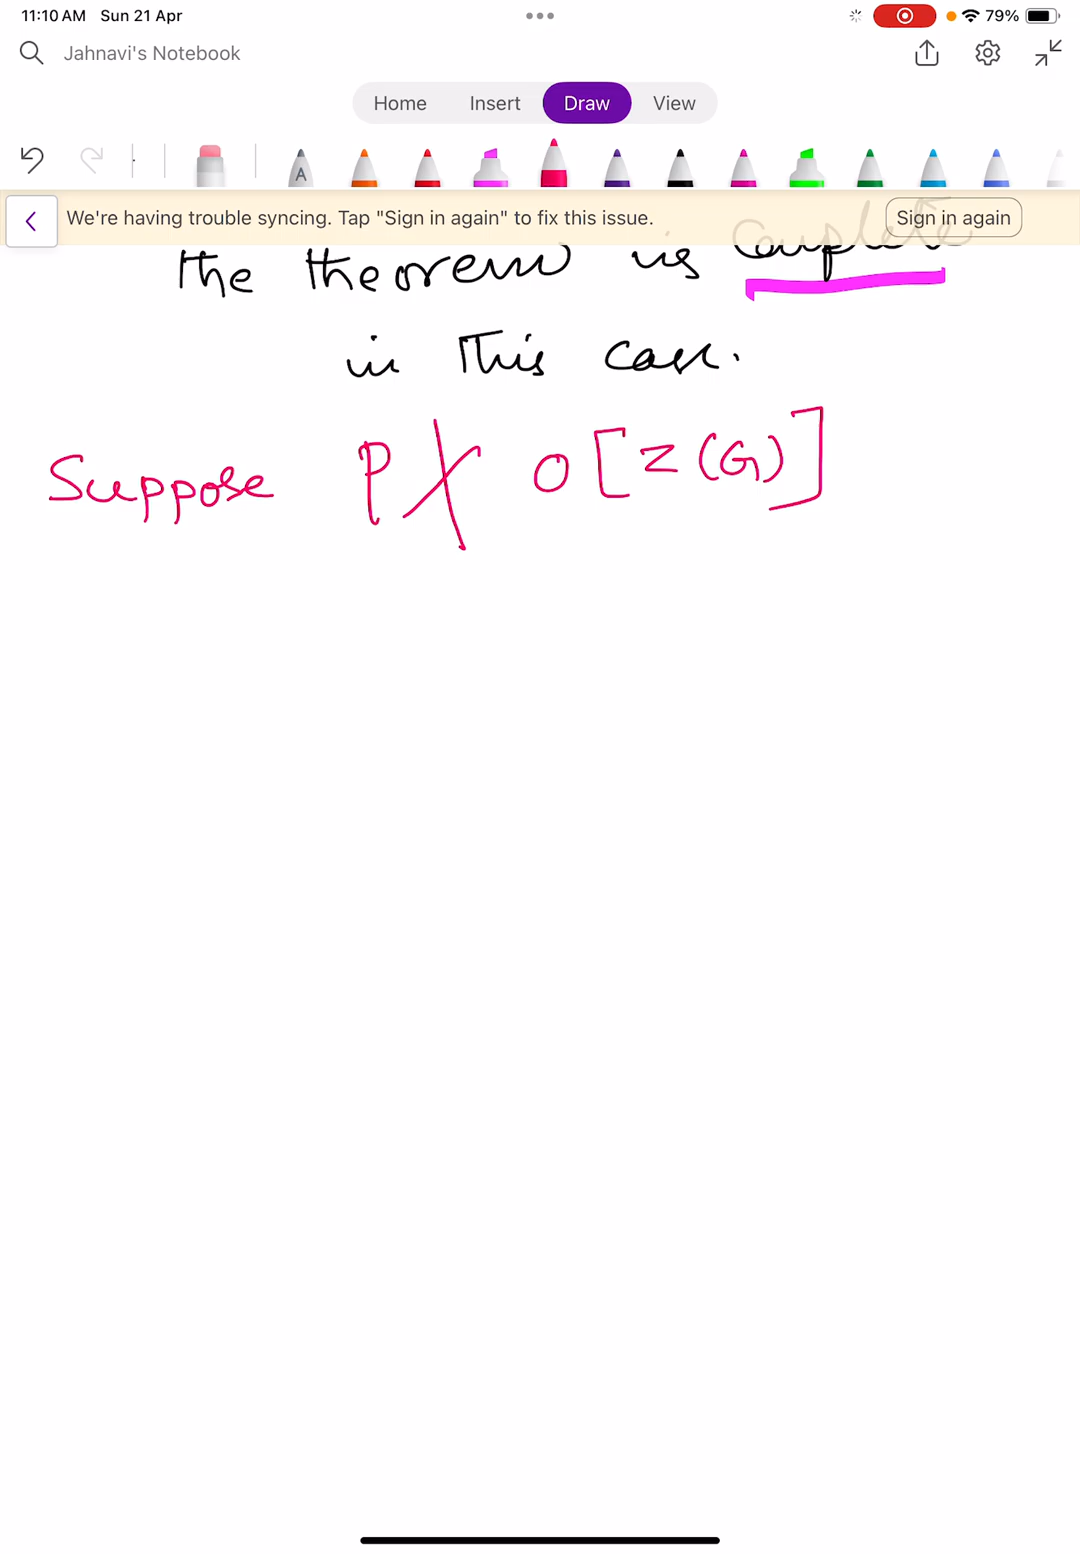 11:10 AM Sun 21 Apr 79%
Jahnavi's Notebook
Home Insert Draw View
A
We're having trouble syncing. Tap "Sign in again" to fix this issue. Sign in again
the theorem is complete
in this case.
Suppose P ∤ O[Z(G)]